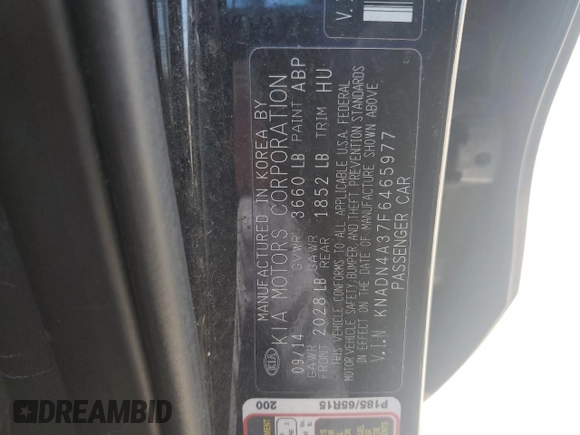 MANUFACTURED IN KOREA BY
KIA MOTORS CORPORATION
09/14 GVWR 3660 LB PAINT ABP
GAWR FRONT 2028 LB GAWR REAR 1852 LB TRIM HU
THIS VEHICLE CONFORMS TO ALL APPLICABLE U.S.A. FEDERAL
MOTOR VEHICLE SAFETY, BUMPER, AND THEFT PREVENTION STANDARDS
IN EFFECT ON THE DATE OF MANUFACTURE SHOWN ABOVE
V.I.N KNADN4A37F6465977
PASSENGER CAR
KIA
P185/65R15
200
DREAMBID